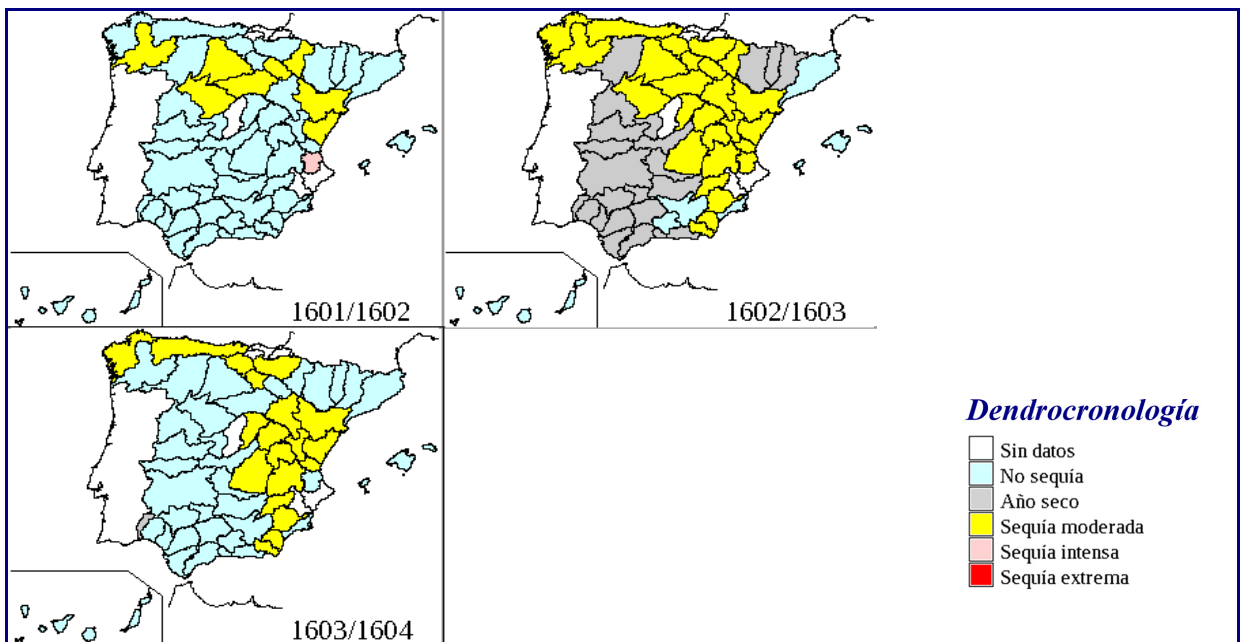 1601/1602
1602/1603
1603/1604
Dendrocronología
Sin datos
No sequía
Año seco
Sequía moderada
Sequía intensa
Sequía extrema